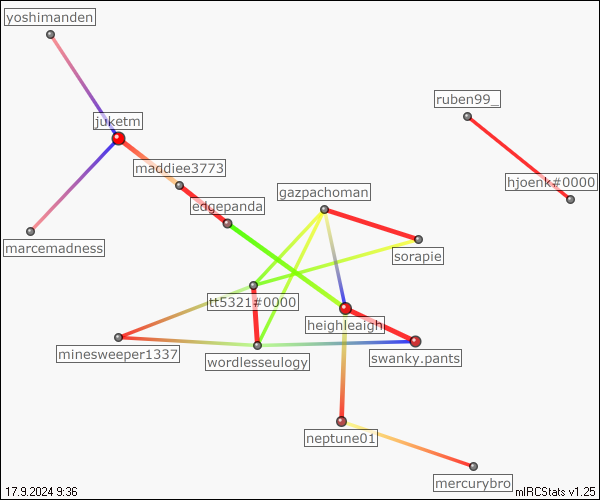 yoshimanden
ruben99_
juketm
maddiee3773
hjoenk#0000
gazpachoman
edgepanda
marcemadness
sorapie
tt5321#0000
heighleaigh
minesweeper1337
wordlesseulogy
swanky.pants
neptune01
mercurybro
17.9.2024 9:36
mIRCStats v1.25